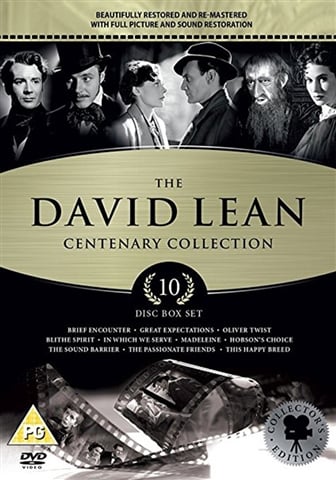 BEAUTIFULLY RESTORED AND RE-MASTERED
WITH FULL PICTURE AND SOUND RESTORATION
THE
DAVID LEAN
CENTENARY COLLECTION
10
DISC BOX SET
BRIEF ENCOUNTER · GREAT EXPECTATIONS · OLIVER TWIST
BLITHE SPIRIT · IN WHICH WE SERVE · MADELEINE · HOBSON'S CHOICE
THE SOUND BARRIER · THE PASSIONATE FRIENDS · THIS HAPPY BREED
PG
DVD
VIDEO
COLLECTOR'S
EDITION